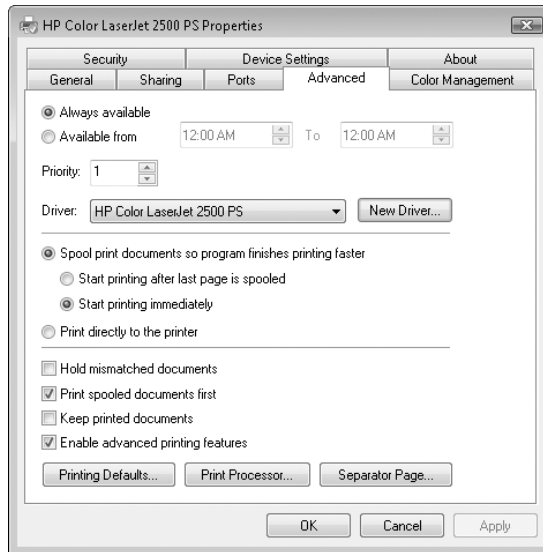 HP Color LaserJet 2500 PS Properties
Security Device Settings About
General Sharing Ports Advanced Color Management
Always available
Available from 12:00 AM To 12:00 AM
Priority: 1
Driver: HP Color LaserJet 2500 PS New Driver...
Spool print documents so program finishes printing faster
Start printing after last page is spooled
Start printing immediately
Print directly to the printer
Hold mismatched documents
Print spooled documents first
Keep printed documents
Enable advanced printing features
Printing Defaults... Print Processor... Separator Page...
OK Cancel Apply